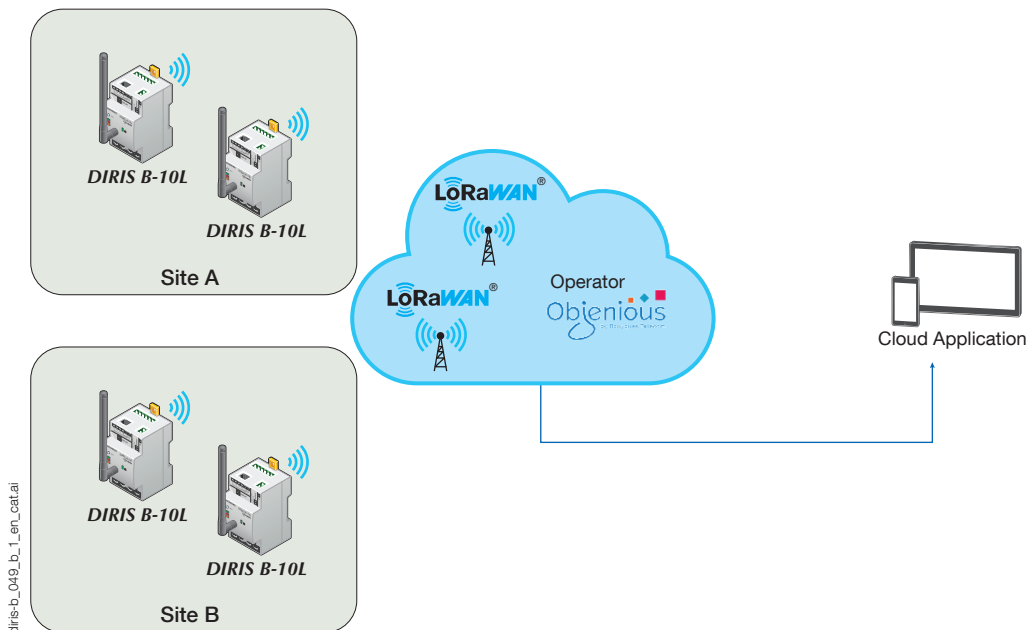 DIRIS B-10L
DIRIS B-10L
Site A
LoRaWAN®
LoRaWAN®
Operator
Objenious
Cloud Application
DIRIS B-10L
DIRIS B-10L
Site B
diris-b_049_b_1_en_cat.ai